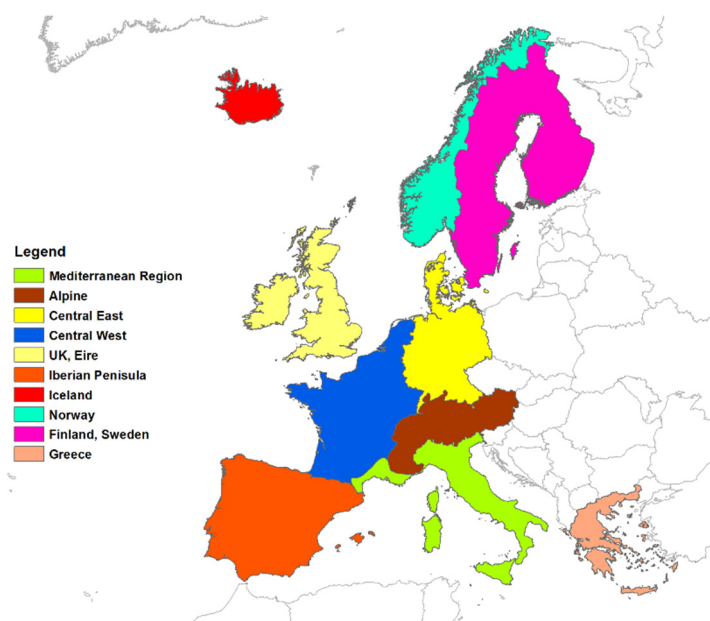 Legend
Mediterranean Region
Alpine
Central East
Central West
UK, Eire
Iberian Penisula
Iceland
Norway
Finland, Sweden
Greece